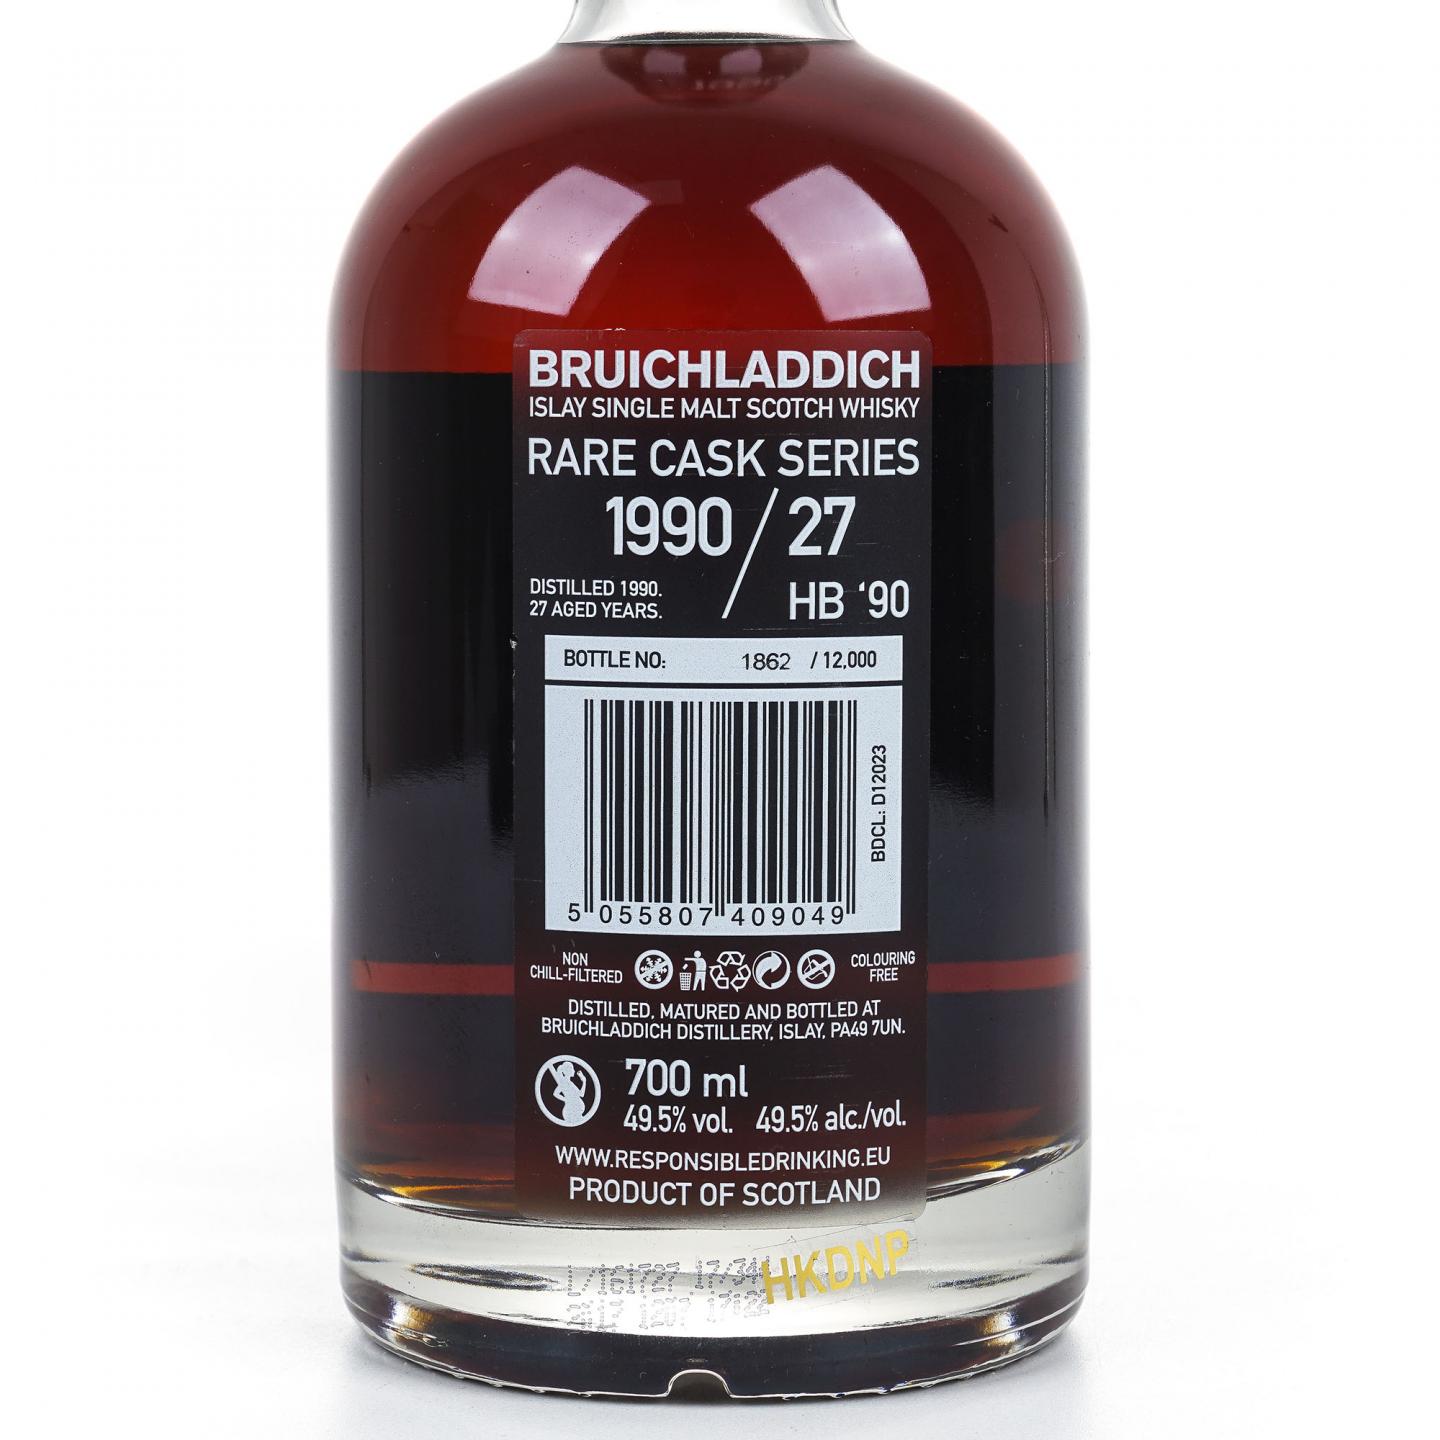 BRUICHLADDICH
ISLAY SINGLE MALT SCOTCH WHISKY
RARE CASK SERIES
1990 / 27
DISTILLED 1990.
27 AGED YEARS.
HB '90
BOTTLE NO: 1862 / 12,000
BDCL: D12023
5 055807 409049
NON
CHILL-FILTERED
COLOURING
FREE
DISTILLED, MATURED AND BOTTLED AT
BRUICHLADDICH DISTILLERY, ISLAY, PA49 7UN.
700 ml
49.5% vol. 49.5% alc./vol.
WWW.RESPONSIBLEDRINKING.EU
PRODUCT OF SCOTLAND
HKDNP